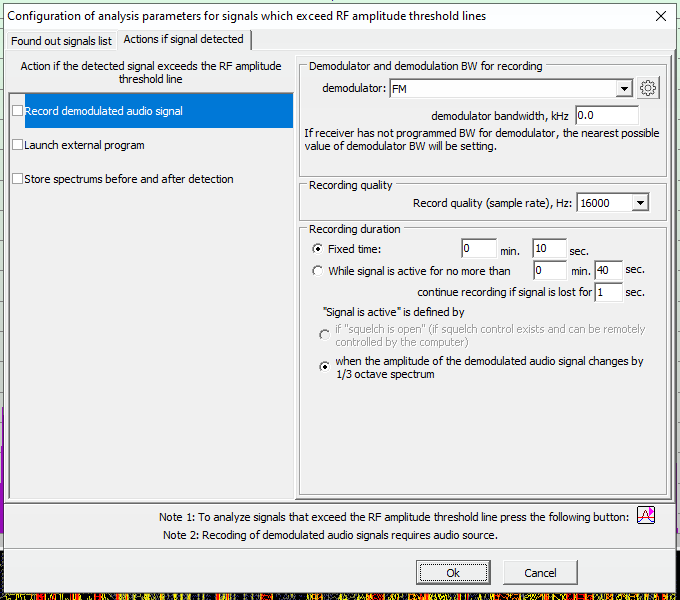 Configuration of analysis parameters for signals which exceed RF amplitude threshold lines
Found out signals list
Actions if signal detected
Action if the detected signal exceeds the RF amplitude
threshold line
Record demodulated audio signal
Launch external program
Store spectrums before and after detection
Demodulator and demodulation BW for recording
demodulator: FM
demodulator bandwidth, kHz 0.0
If receiver has not programmed BW for demodulator, the nearest possible
value of demodulator BW will be setting.
Recording quality
Record quality (sample rate), Hz: 16000
Recording duration
Fixed time: 0 min. 10 sec.
While signal is active for no more than 0 min. 40 sec.
continue recording if signal is lost for 1 sec.
"Signal is active" is defined by
if "squelch is open" (if squelch control exists and can be remotely
controlled by the computer)
when the amplitude of the demodulated audio signal changes by
1/3 octave spectrum
Note 1: To analyze signals that exceed the RF amplitude threshold line press the following button:
Note 2: Recoding of demodulated audio signals requires audio source.
Ok
Cancel